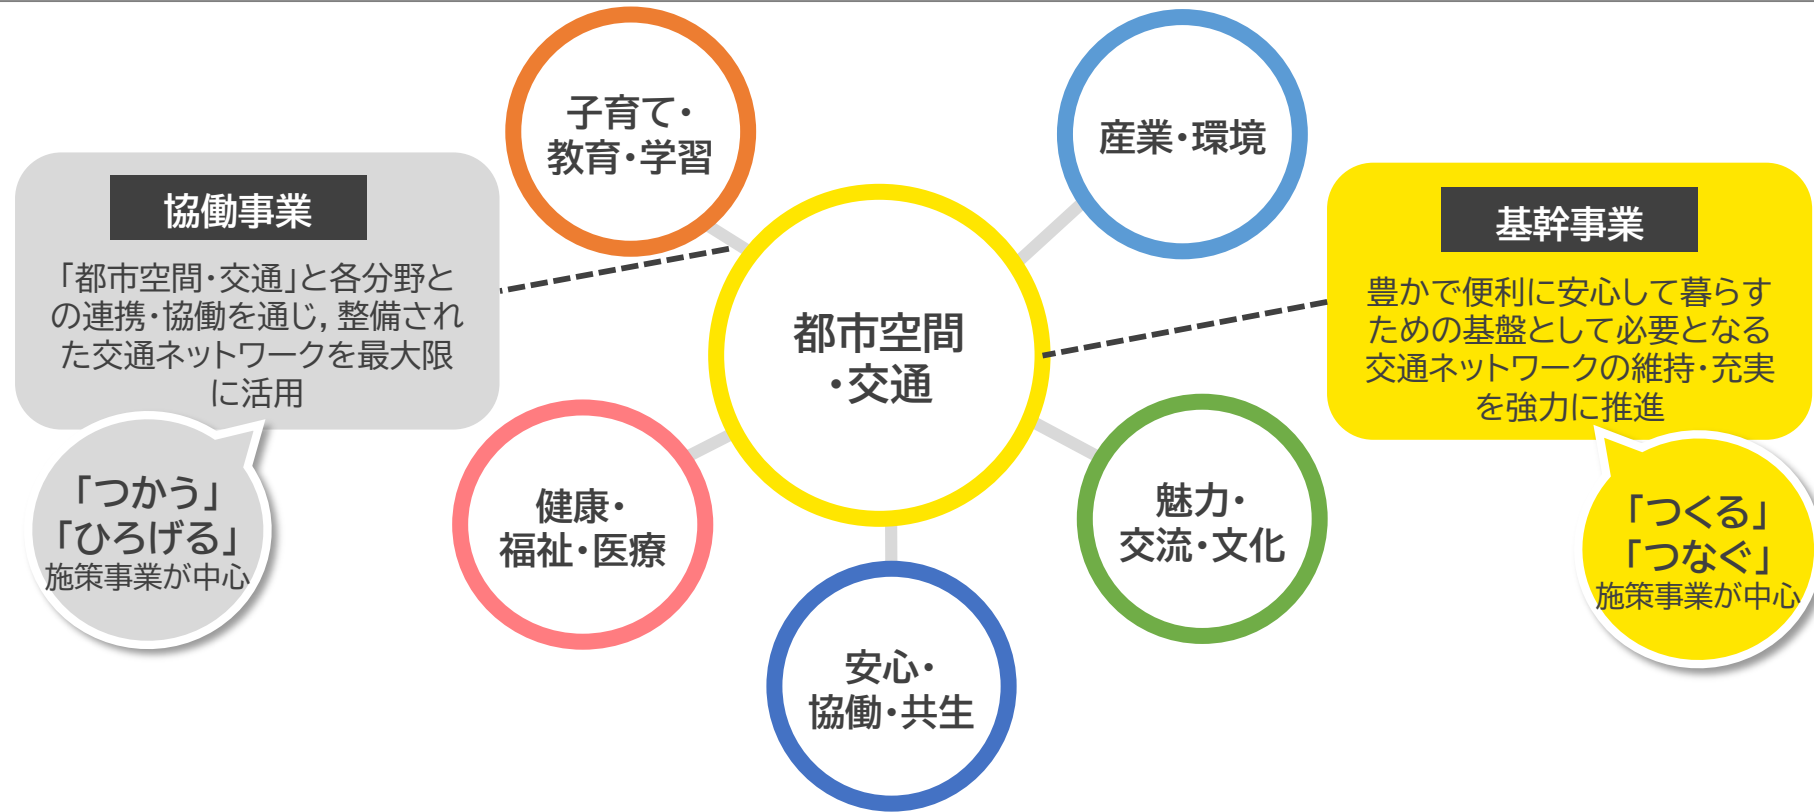 子育て・
教育・学習
産業・環境
協働事業
「都市空間・交通」と各分野と
の連携・協働を通じ, 整備され
た交通ネットワークを最大限
に活用
「つかう」
「ひろげる」
施策事業が中心
都市空間
・交通
基幹事業
豊かで便利に安心して暮らす
ための基盤として必要となる
交通ネットワークの維持・充実
を強力に推進
「つくる」
「つなぐ」
施策事業が中心
健康・
福祉・医療
魅力・
交流・文化
安心・
協働・共生